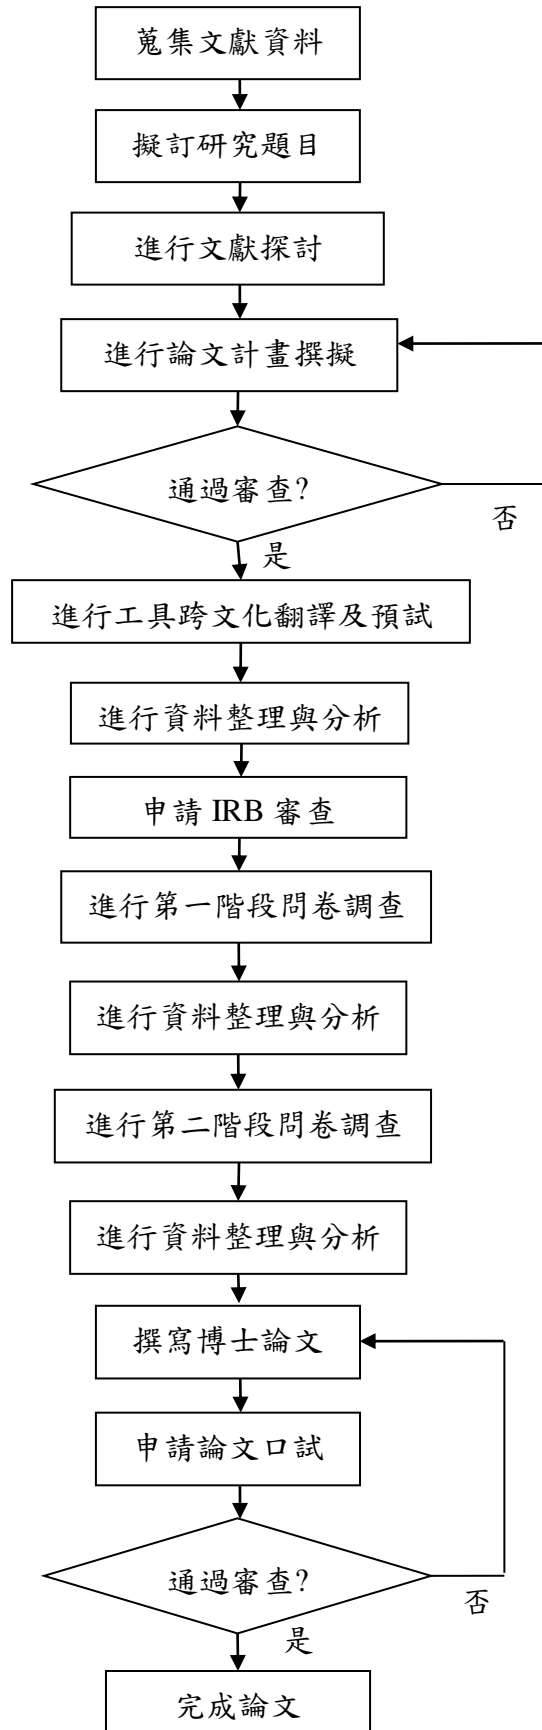 蒐集文獻資料
擬訂研究題目
進行文獻探討
進行論文計畫撰擬
通過審查?
否
是
進行工具跨文化翻譯及預試
進行資料整理與分析
申請 IRB 審查
進行第一階段問卷調查
進行資料整理與分析
進行第二階段問卷調查
進行資料整理與分析
撰寫博士論文
申請論文口試
通過審查?
否
是
完成論文